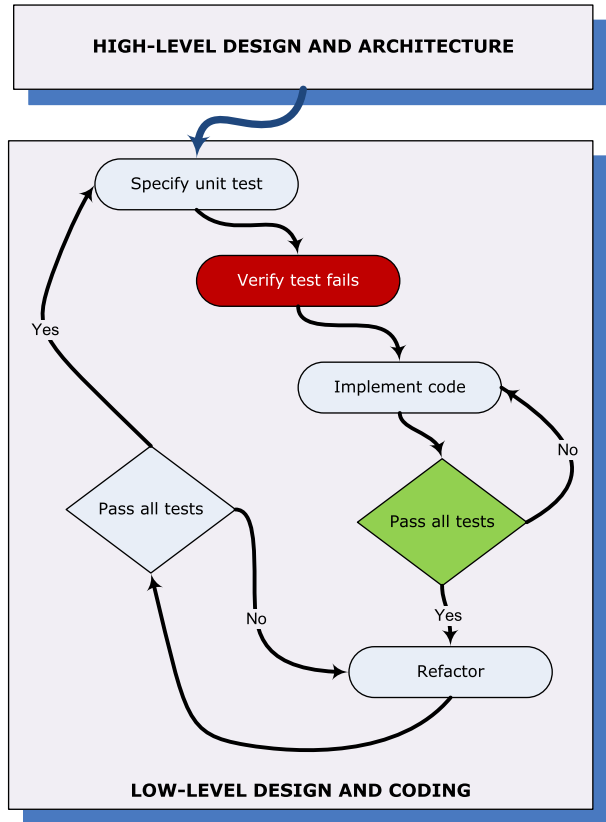 HIGH-LEVEL DESIGN AND ARCHITECTURE
Specify unit test
Verify test fails
Yes
Implement code
No
Pass all tests
Pass all tests
Yes
No
Refactor
LOW-LEVEL DESIGN AND CODING